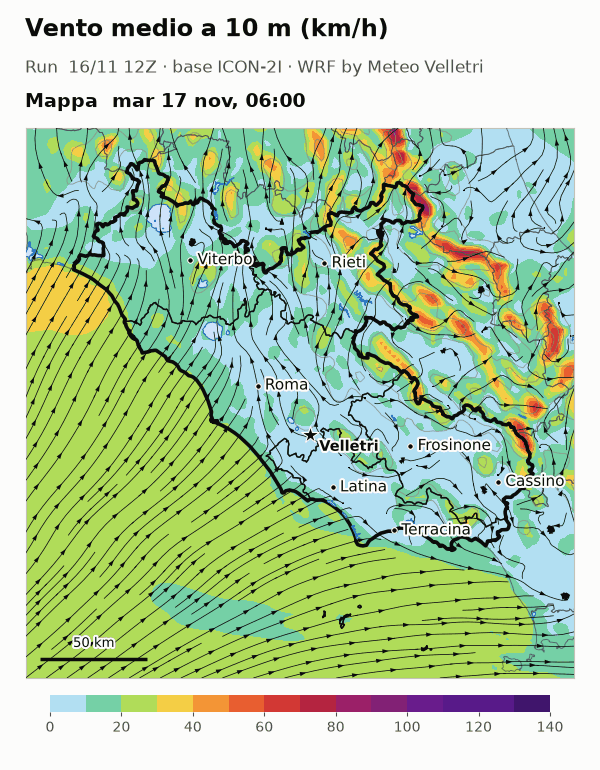 Vento medio a 10 m (km/h)
Run  16/11 12Z · base ICON-2I · WRF by Meteo Velletri
Mappa  mar 17 nov, 06:00
Viterbo
Rieti
Roma
Velletri
Frosinone
Cassino
Latina
Terracina
50 km
0 20 40 60 80 100 120 140